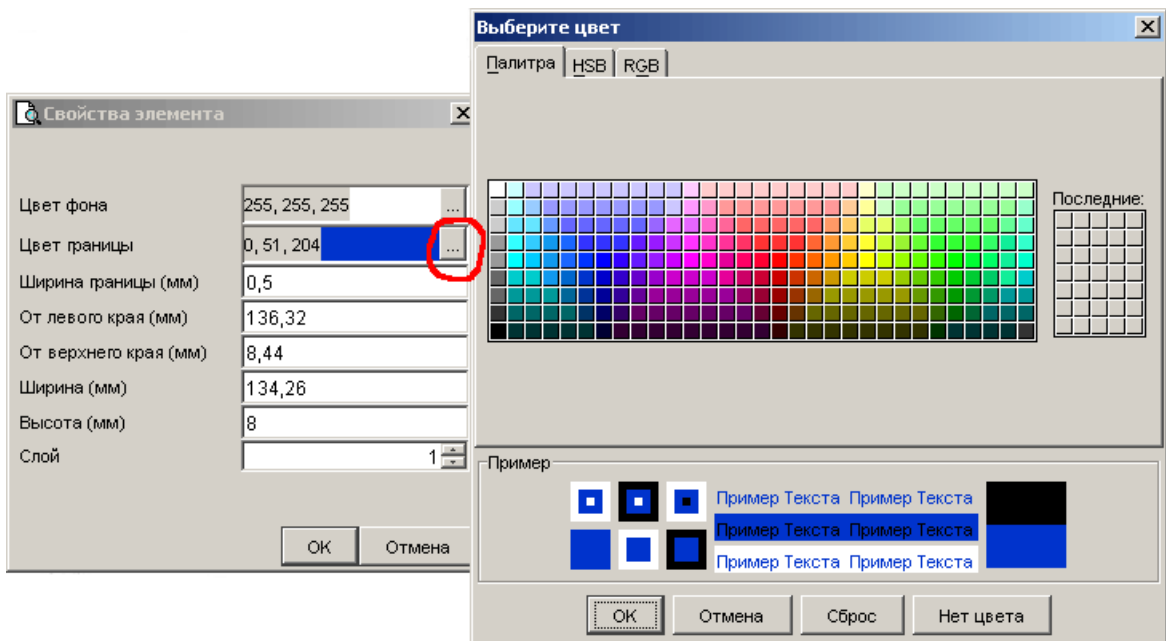 Выберите цвет
Палитра HSB RGB
Последние:
Пример
Пример Текста Пример Текста
Пример Текста Пример Текста
Пример Текста Пример Текста
OK Отмена Сброс Нет цвета
Свойства элемента
Цвет фона 255, 255, 255 ...
Цвет границы 0, 51, 204 ...
Ширина границы (мм) 0,5
От левого края (мм) 136,32
От верхнего края (мм) 8,44
Ширина (мм) 134,26
Высота (мм) 8
Слой 1
OK Отмена